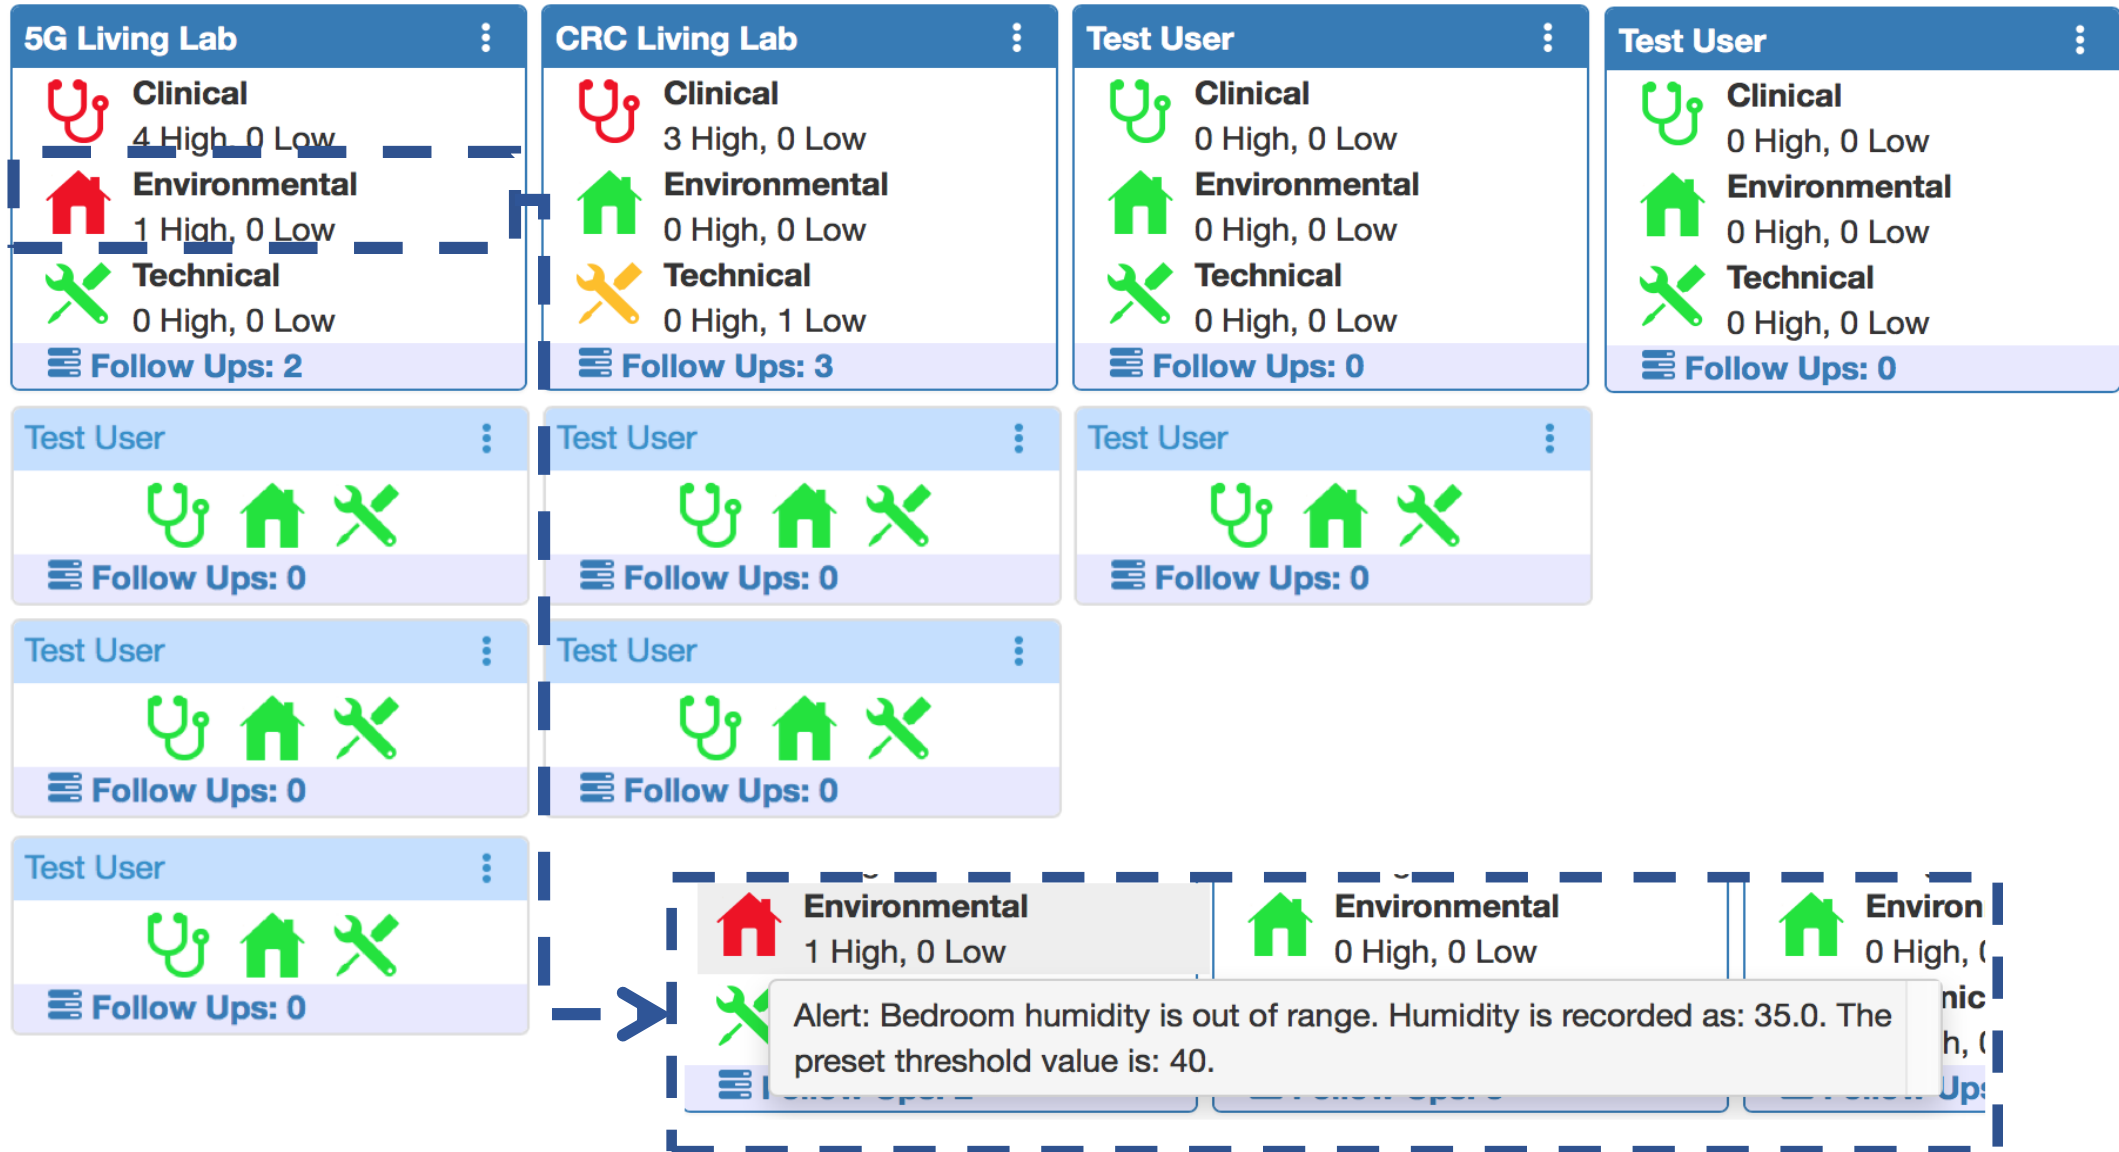 5G Living Lab
Clinical
4 High, 0 Low
Environmental
1 High, 0 Low
Technical
0 High, 0 Low
Follow Ups: 2
CRC Living Lab
Clinical
3 High, 0 Low
Environmental
0 High, 0 Low
Technical
0 High, 1 Low
Follow Ups: 3
Test User
Clinical
0 High, 0 Low
Environmental
0 High, 0 Low
Technical
0 High, 0 Low
Follow Ups: 0
Test User
Clinical
0 High, 0 Low
Environmental
0 High, 0 Low
Technical
0 High, 0 Low
Follow Ups: 0
Test User
Follow Ups: 0
Test User
Follow Ups: 0
Test User
Follow Ups: 0
Test User
Follow Ups: 0
Test User
Follow Ups: 0
Test User
Follow Ups: 0
Environmental
1 High, 0 Low
Environmental
0 High, 0 Low
Environ
0 High,
Alert: Bedroom humidity is out of range. Humidity is recorded as: 35.0. The
preset threshold value is: 40.
nic
h,
Ups